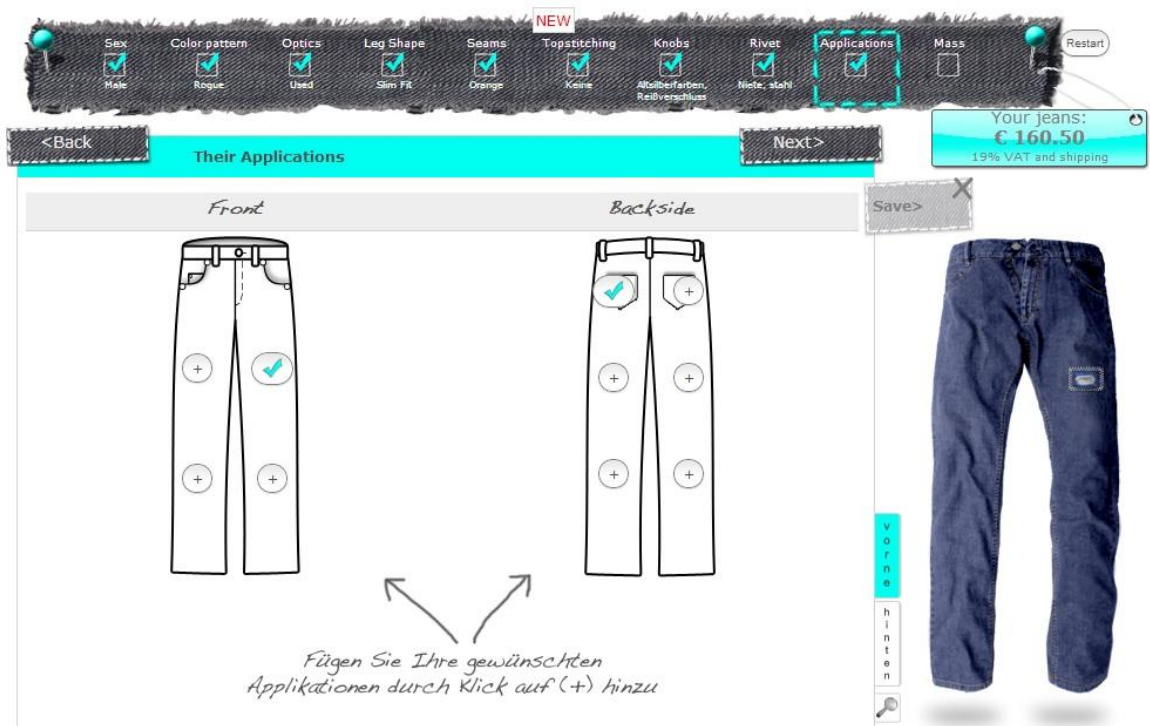 NEW
Sex Color pattern Optics Leg Shape Seams Topstitching Knobs Rivet Applications Mass
Restart
Male Rogue Used Slim Fit Orange Keine Altsilberfarben, Niete, stahl
Reißverschluss
Your jeans:
€ 160.50
19% VAT and shipping
<Back
Their Applications
Next>
Front Backside
Save>
vorne
hinten
Fügen Sie Ihre gewünschten
Applikationen durch Klick auf (+) hinzu